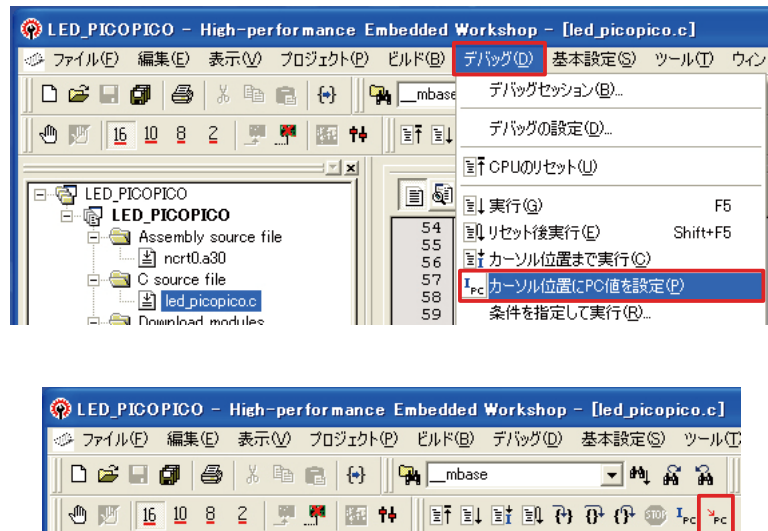 LED_PICOPICO - High-performance Embedded Workshop - [led_picopico.c]
ファイル(F) 編集(E) 表示(V) プロジェクト(P) ビルド(B) デバッグ(D) 基本設定(S) ツール(T) ウィン
__mbase
デバッグセッション(B)...
16 10 8 2
デバッグの設定(D)...
CPUのリセット(U)
LED_PICOPICO
実行(G) F5
LED_PICOPICO
54
リセット後実行(E) Shift+F5
Assembly source file
55
ncrt0.a30
56
カーソル位置まで実行(C)
C source file
57
IPC カーソル位置にPC値を設定(P)
led_picopico.c
58
Download modules
59
条件を指定して実行(R)...
LED_PICOPICO - High-performance Embedded Workshop - [led_picopico.c]
ファイル(F) 編集(E) 表示(V) プロジェクト(P) ビルド(B) デバッグ(D) 基本設定(S) ツール(T)
__mbase
16 10 8 2 STOP IPC PC